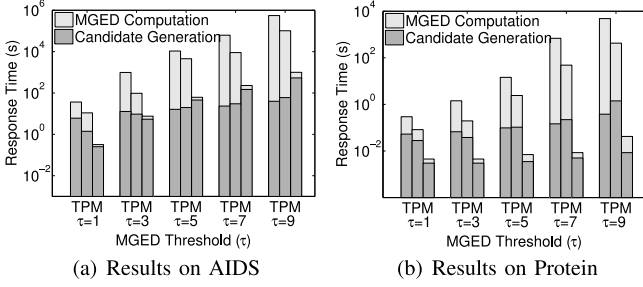 Response Time (s)
10^6
10^4
10^2
10^0
10^-2
MGED Computation
Candidate Generation
TPM TPM TPM TPM TPM
τ=1 τ=3 τ=5 τ=7 τ=9
MGED Threshold (τ)
(a) Results on AIDS
Response Time (s)
10^4
10^2
10^0
10^-2
MGED Computation
Candidate Generation
TPM TPM TPM TPM TPM
τ=1 τ=3 τ=5 τ=7 τ=9
MGED Threshold (τ)
(b) Results on Protein